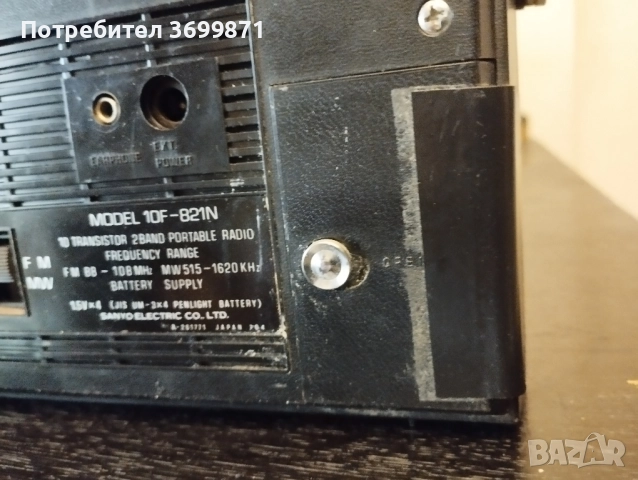 Потребител 3699871
EARPHONE
EXT
POWER
MODEL 10F-821N
10 TRANSISTOR 2BAND PORTABLE RADIO
FREQUENCY RANGE
FM 88 - 108MHz MW 515-1620KHz
BATTERY SUPPLY
1.5V×4 (JIS UM-3×4 PENLIGHT BATTERY)
SANYO ELECTRIC CO. LTD.
JAPAN
FM
MW
OPE
BAZAR